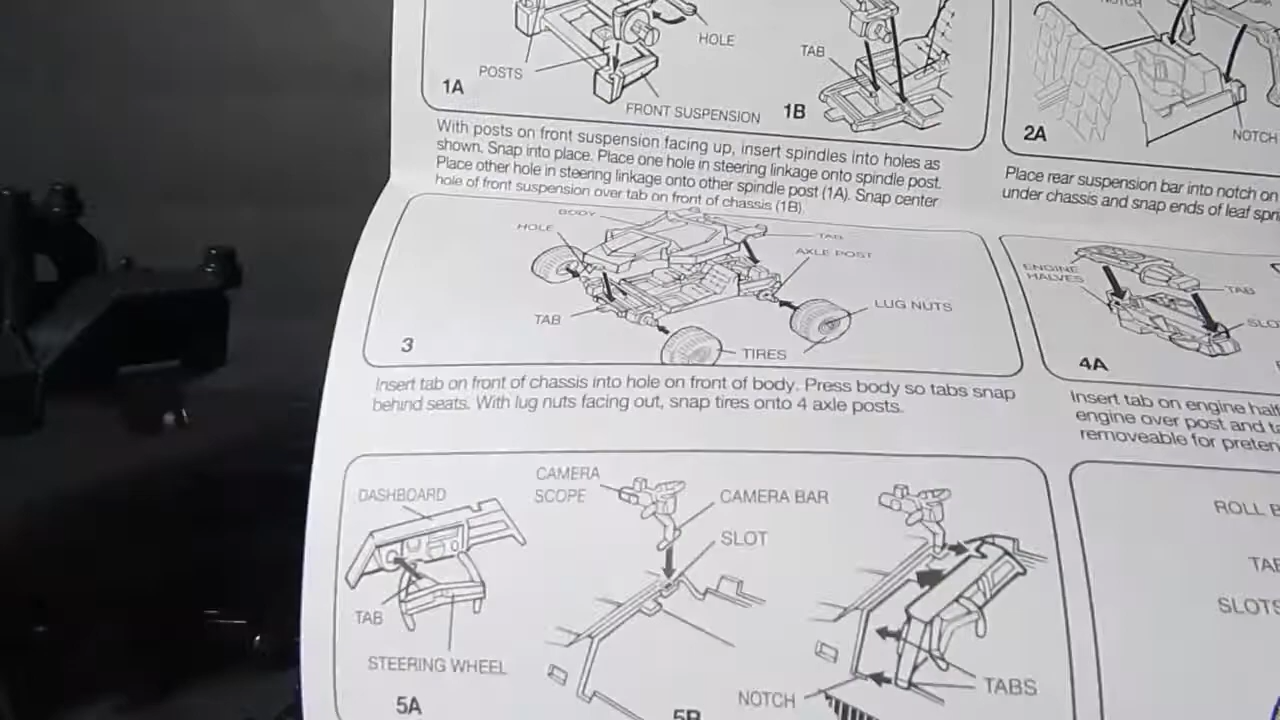 HOLE
POSTS
TAB
1A
FRONT SUSPENSION
1B
With posts on front suspension facing up, insert spindles into holes as
shown. Snap into place. Place one hole in steering linkage onto spindle post.
Place other hole in steering linkage onto other spindle post (1A). Snap center
hole of front suspension over tab on front of chassis (1B).
NOTCH
2A
NOTCH
Place rear suspension bar into notch on
under chassis and snap ends of leaf
BODY
HOLE
TAB
AXLE POST
LUG NUTS
TAB
TIRES
3
Insert tab on front of chassis into hole on front of body. Press body so tabs snap
behind seats. With lug nuts facing out, snap tires onto 4 axle posts.
ENGINE
HALVES
TAB
4A
Insert tab on engine
engine over post and
removeable for
DASHBOARD
TAB
STEERING WHEEL
5A
CAMERA
SCOPE
CAMERA BAR
SLOT
5B
NOTCH
TABS
ROLL